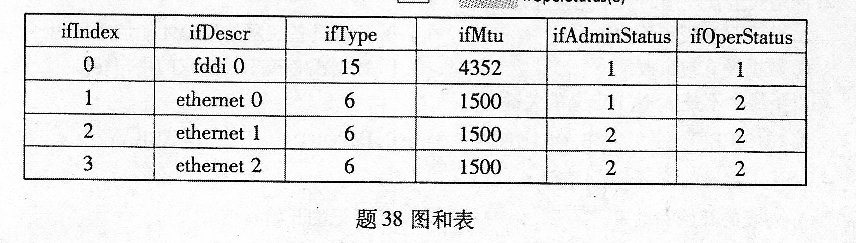 ifIndex ifDescr ifType ifMtu ifAdminStatus ifOperStatus
0 fddi 0 15 4352 1 1
1 ethernet 0 6 1500 1 2
2 ethernet 1 6 1500 2 2
3 ethernet 2 6 1500 2 2
题 38 图和表